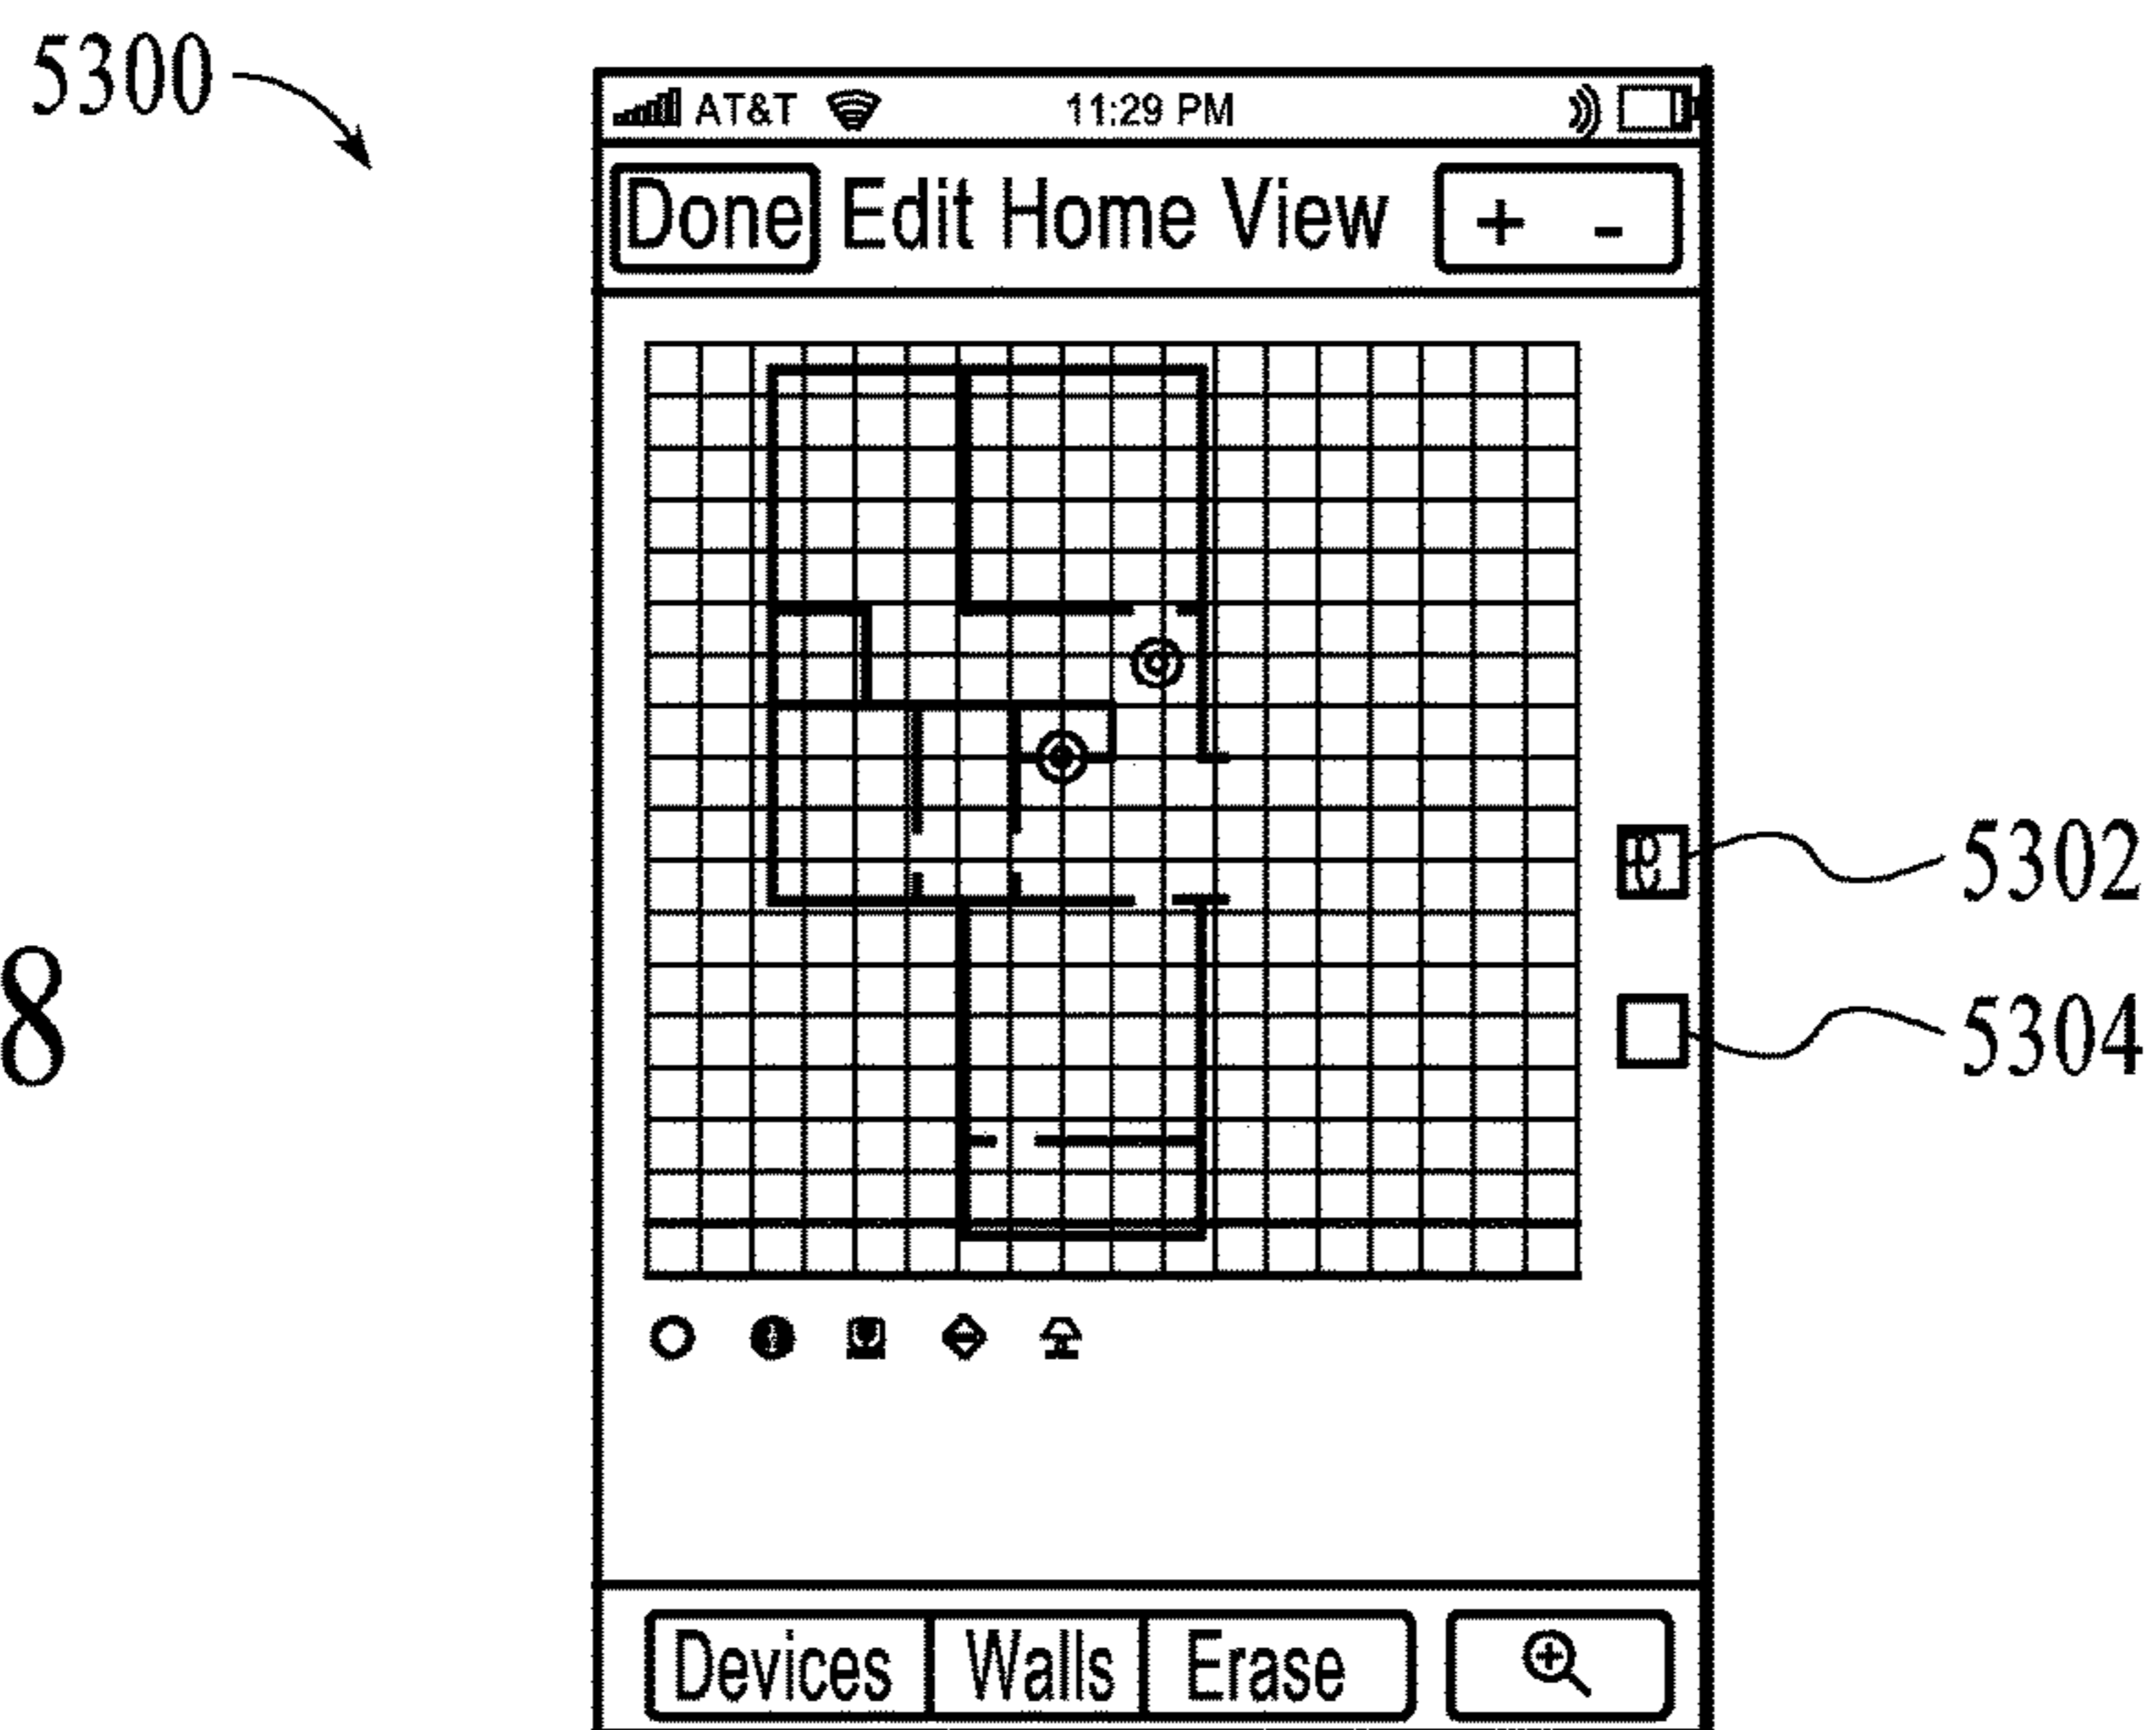 5300
AT&T 11:29 PM
Done Edit Home View + -
5302
8
5304
Devices Walls Erase